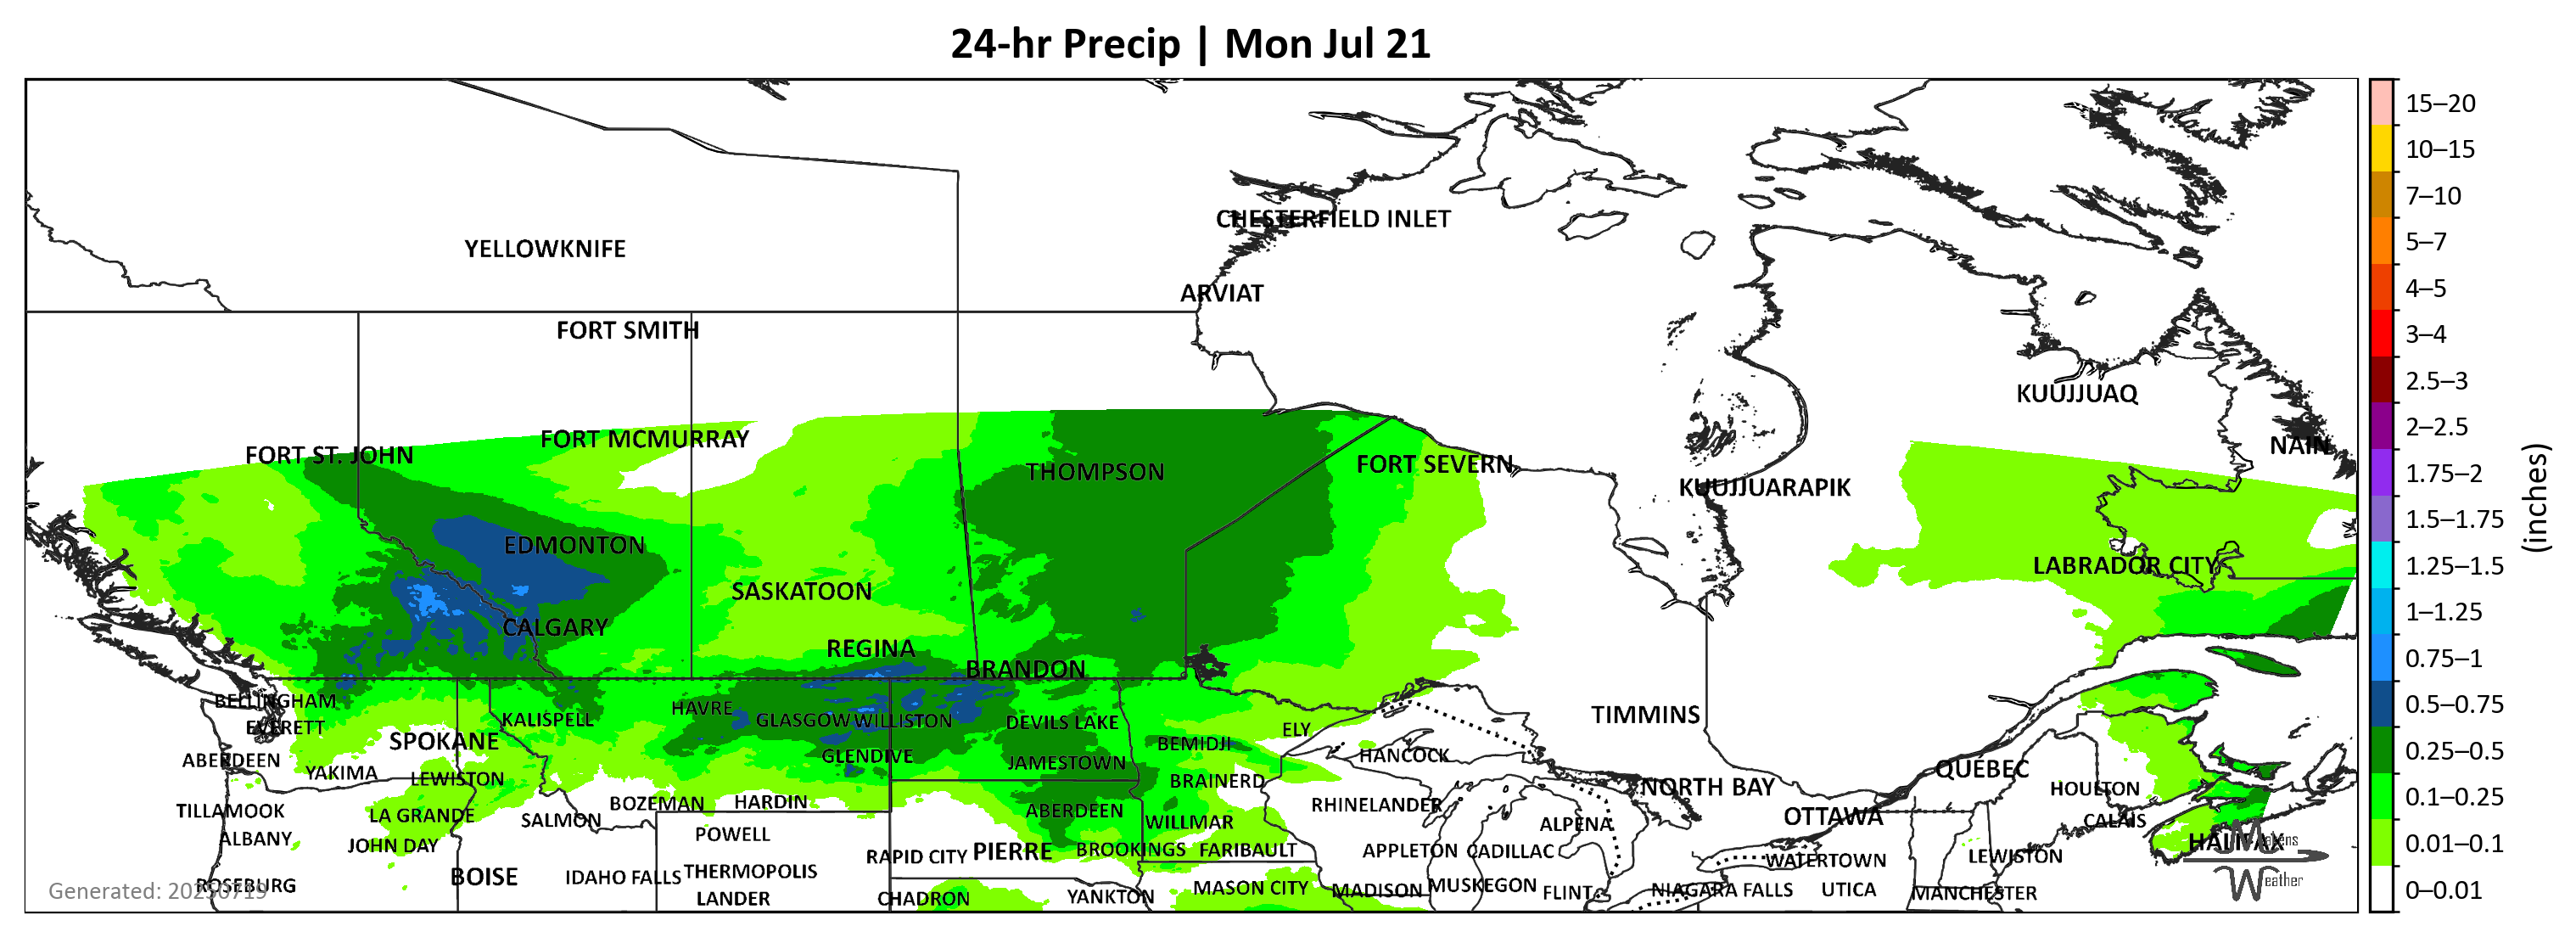 24-hr Precip | Mon Jul 21
15–20
10–15
CHESTERFIELD INLET
7–10
YELLOWKNIFE
5–7
ARVIAT
4–5
FORT SMITH
3–4
2.5–3
KUUJJUAQ
2–2.5
FORT MCMURRAY
NAIN
FORT ST. JOHN
FORT SEVERN
THOMPSON
1.75–2
KUUJJUARAPIK
(inches)
1.5–1.75
EDMONTON
LABRADOR CITY
1.25–1.5
SASKATOON
1–1.25
CALGARY
REGINA
0.75–1
BRANDON
BELLINGHAM
0.5–0.75
HAVRE
TIMMINS
KALISPELL
GLASGOW
WILLISTON
DEVILS LAKE
EVERETT
ELY
SPOKANE
BEMIDJI
0.25–0.5
GLENDIVE
HANCOCK
ABERDEEN
JAMESTOWN
QUÉBEC
YAKIMA
LEWISTON
BRAINERD
NORTH BAY
HOULTON
0.1–0.25
BOZEMAN
HARDIN
RHINELANDER
TILLAMOOK
LA GRANDE
ABERDEEN
OTTAWA
SALMON
WILLMAR
ALPENA
CALAIS
POWELL
ALBANY
JOHN DAY
HALIFAX
Matens
0.01–0.1
RAPID CITY
PIERRE
BROOKINGS
FARIBAULT
APPLETON
CADILLAC
WATERTOWN
LEWISTON
BOISE
IDAHO FALLS
THERMOPOLIS
Weather
ROSEBURG
Generated: 20250719
MASON CITY
MADISON
MUSKEGON
FLINT
NIAGARA FALLS
UTICA
MANCHESTER
0–0.01
LANDER
CHADRON
YANKTON